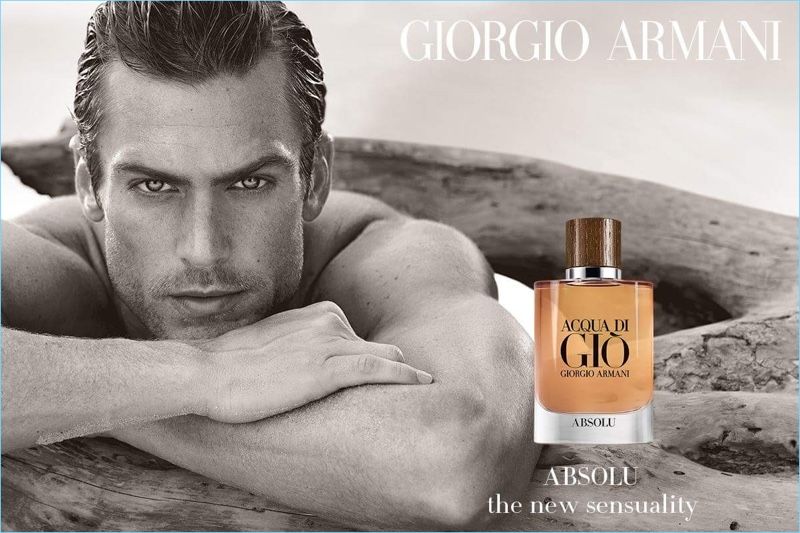 GIORGIO ARMANI
ACQUA DI
GIÒ
GIORGIO ARMANI
ABSOLU
ABSOLU
the new sensuality